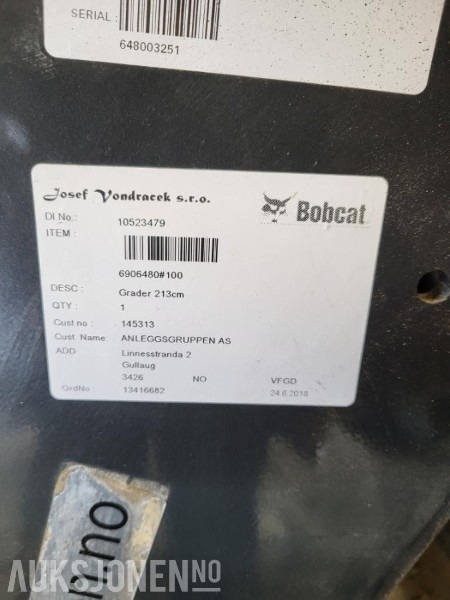 SERIAL :
648003251
Josef Vondracek s.r.o.
Bobcat
DI.No.: 10523479
ITEM :
6906480#100
DESC : Grader 213cm
QTY : 1
Cust no : 145313
Cust. Name: ANLEGGSGRUPPEN AS
ADD Linnesstranda 2
Gullaug
3426 NO VFGD
OrdNo : 13416682 24.6.2018
n.no
AUKSJONEN.NO